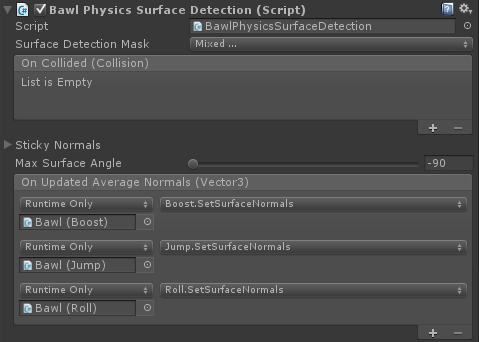 Bawl Physics Surface Detection (Script)
Script BawlPhysicsSurfaceDetection
Surface Detection Mask Mixed ...
On Collided (Collision)
List is Empty
Sticky Normals
Max Surface Angle -90
On Updated Average Normals (Vector3)
Runtime Only Boost.SetSurfaceNormals
Bawl (Boost)
Runtime Only Jump.SetSurfaceNormals
Bawl (Jump)
Runtime Only Roll.SetSurfaceNormals
Bawl (Roll)